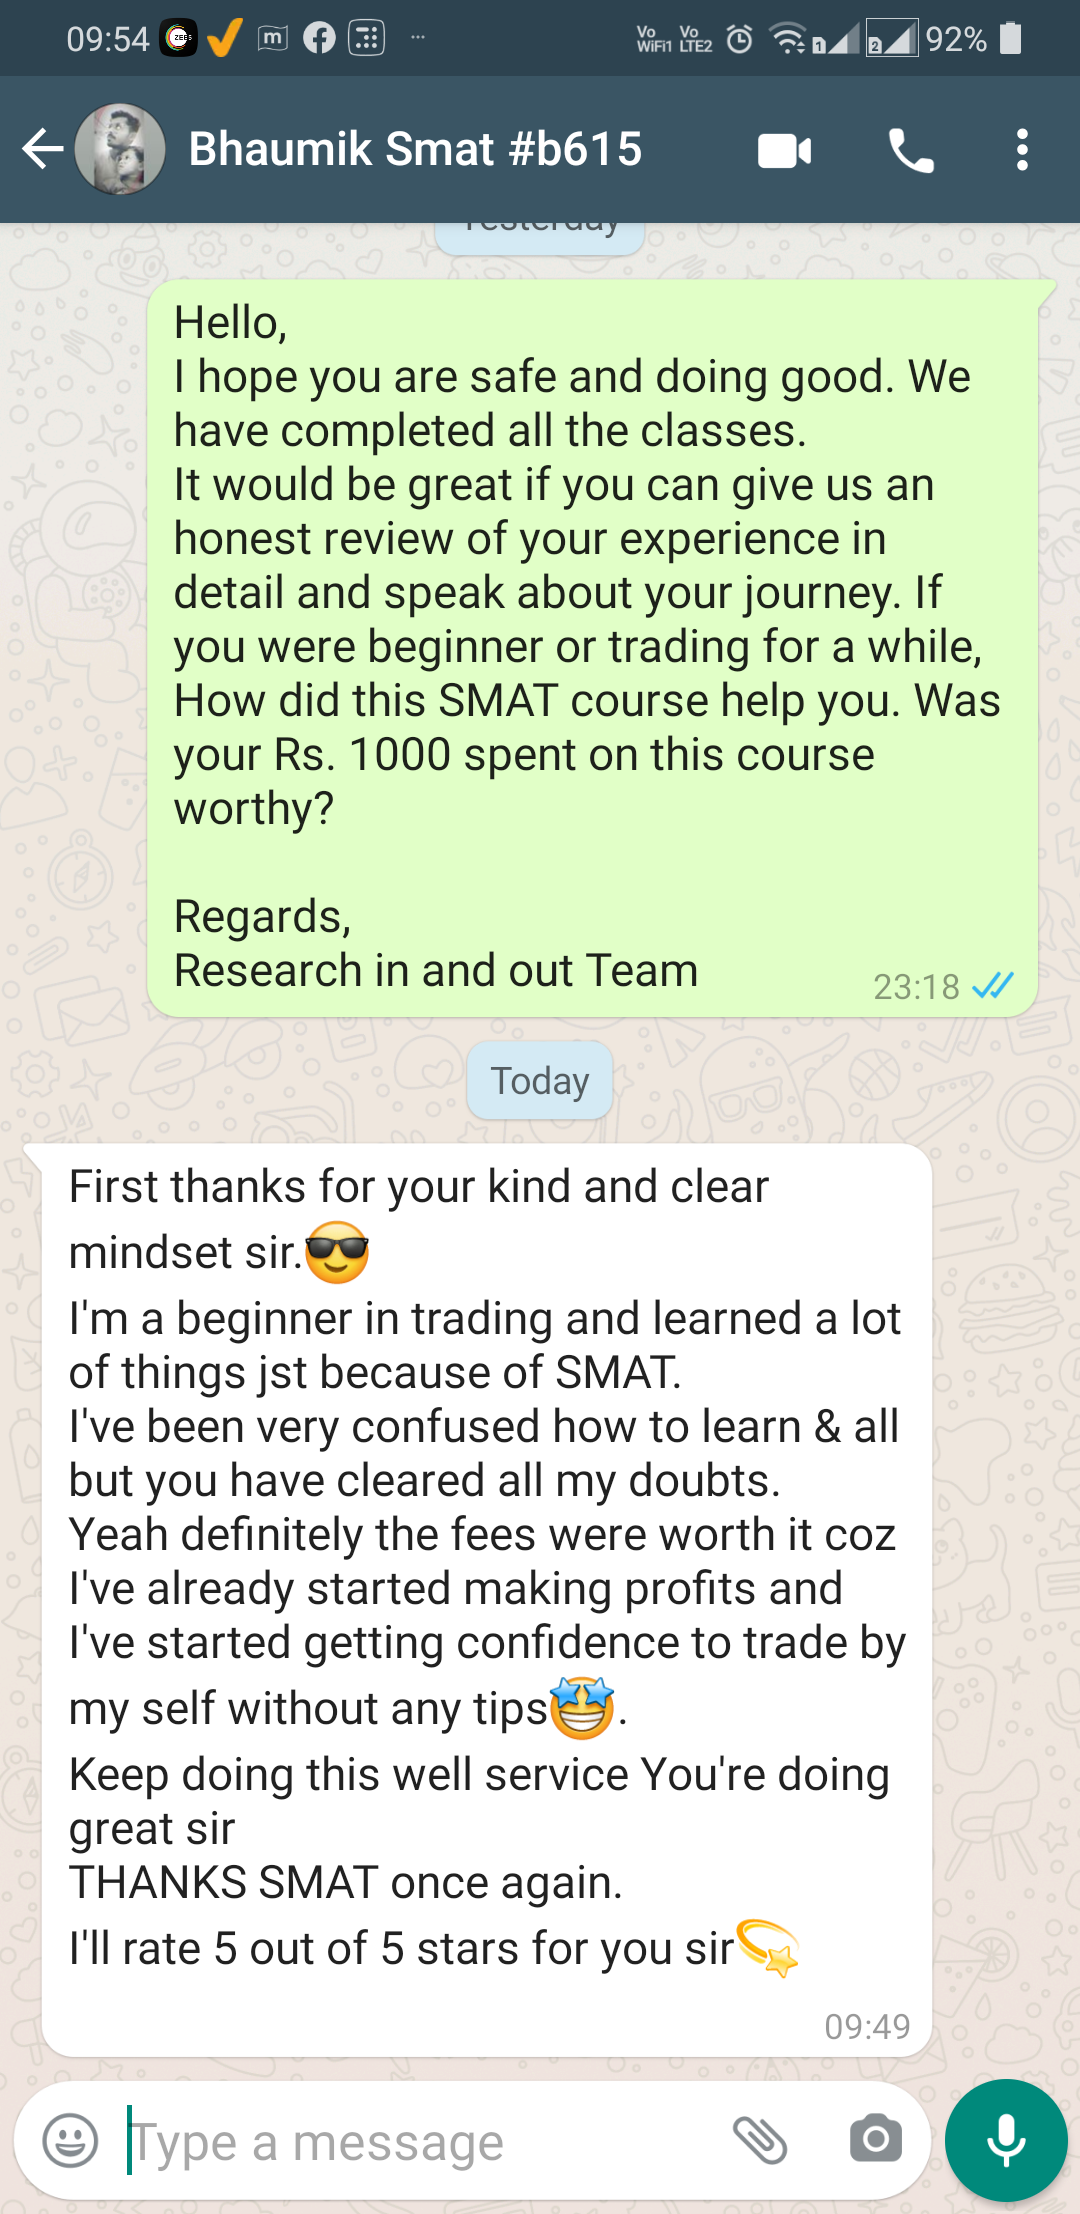 09:54
ZEE5
m
Vo WiFi1
Vo LTE2
1
2
92%
Bhaumik Smat #b615
Yesterday
Hello,
I hope you are safe and doing good. We
have completed all the classes.
It would be great if you can give us an
honest review of your experience in
detail and speak about your journey. If
you were beginner or trading for a while,
How did this SMAT course help you. Was
your Rs. 1000 spent on this course
worthy?
Regards,
Research in and out Team
23:18
Today
First thanks for your kind and clear
mindset sir.😎
I'm a beginner in trading and learned a lot
of things jst because of SMAT.
I've been very confused how to learn & all
but you have cleared all my doubts.
Yeah definitely the fees were worth it coz
I've already started making profits and
I've started getting confidence to trade by
my self without any tips🤩.
Keep doing this well service You're doing
great sir
THANKS SMAT once again.
I'll rate 5 out of 5 stars for you sir💫
09:49
Type a message